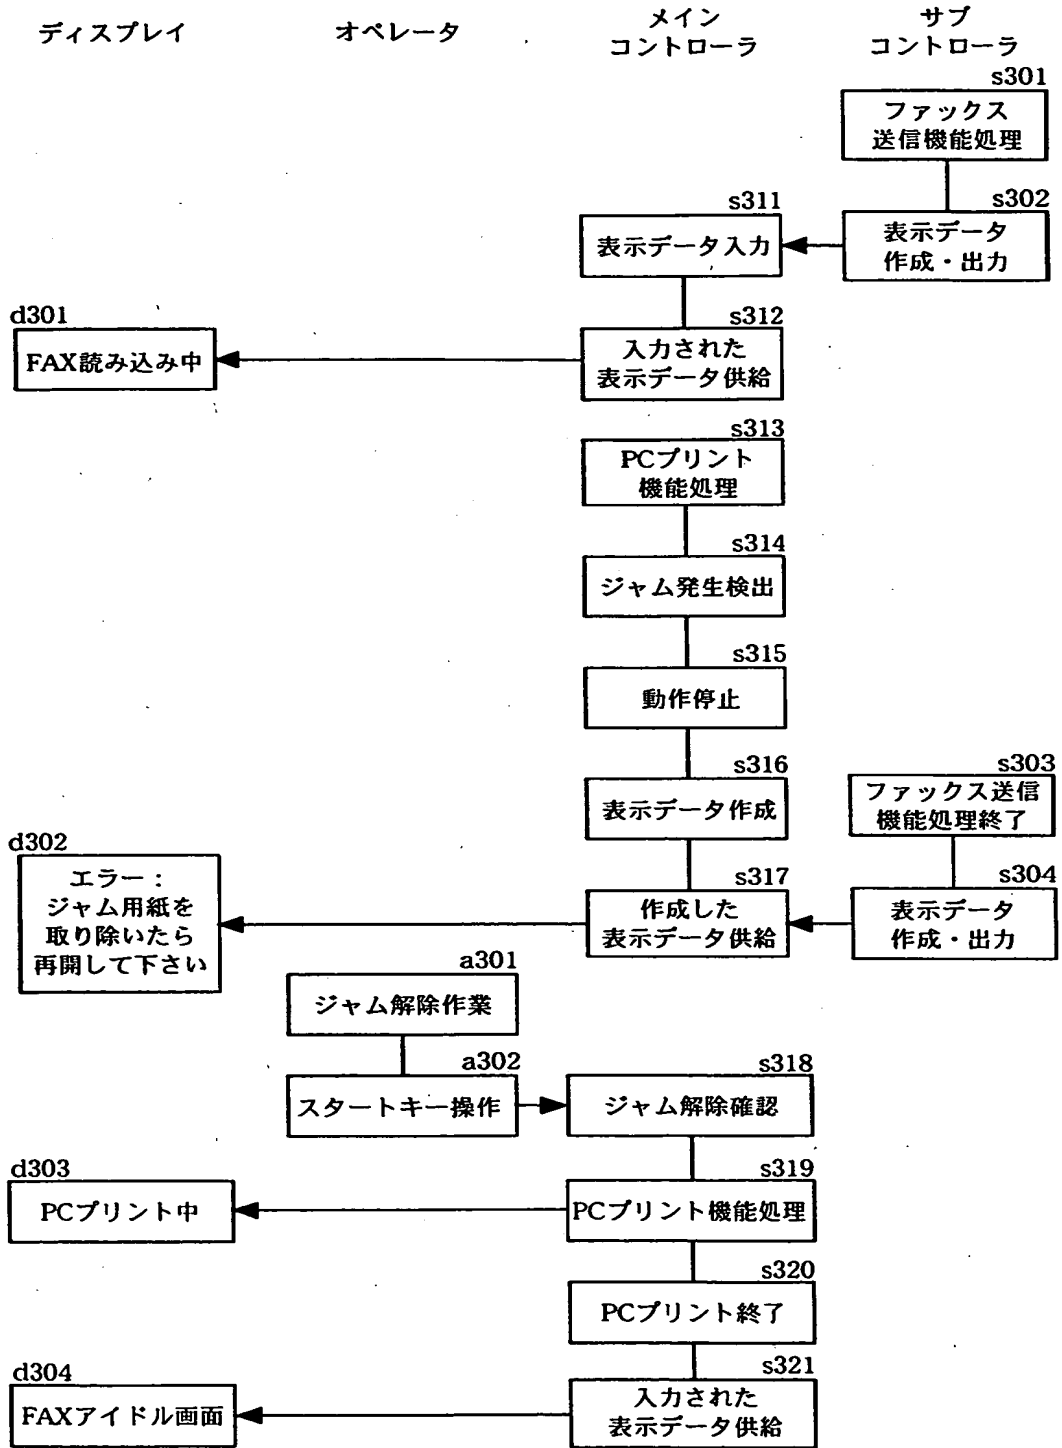 ディスプレイ
オペレータ
メイン
コントローラ
サブ
コントローラ
s301
ファックス
送信機能処理
s302
表示データ
作成・出力
s311
表示データ入力
s312
入力された
表示データ供給
d301
FAX読み込み中
s313
PCプリント
機能処理
s314
ジャム発生検出
s315
動作停止
s316
表示データ作成
s303
ファックス送信
機能処理終了
s304
表示データ
作成・出力
s317
作成した
表示データ供給
d302
エラー：
ジャム用紙を
取り除いたら
再開して下さい
a301
ジャム解除作業
a302
スタートキー操作
s318
ジャム解除確認
s319
PCプリント機能処理
d303
PCプリント中
s320
PCプリント終了
s321
入力された
表示データ供給
d304
FAXアイドル画面